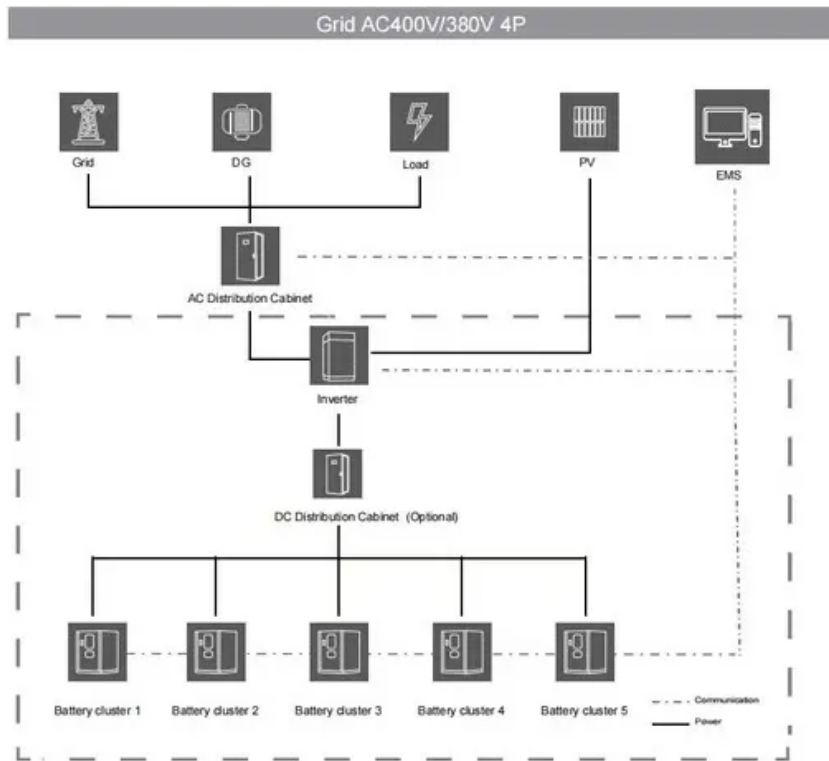 Grid AC400V/380V 4P
Grid
DG
Load
PV
EMS
AC Distribution Cabinet
Inverter
DC Distribution Cabinet (Optional)
Battery cluster 1
Battery cluster 2
Battery cluster 3
Battery cluster 4
Battery cluster 5
Communication
Power